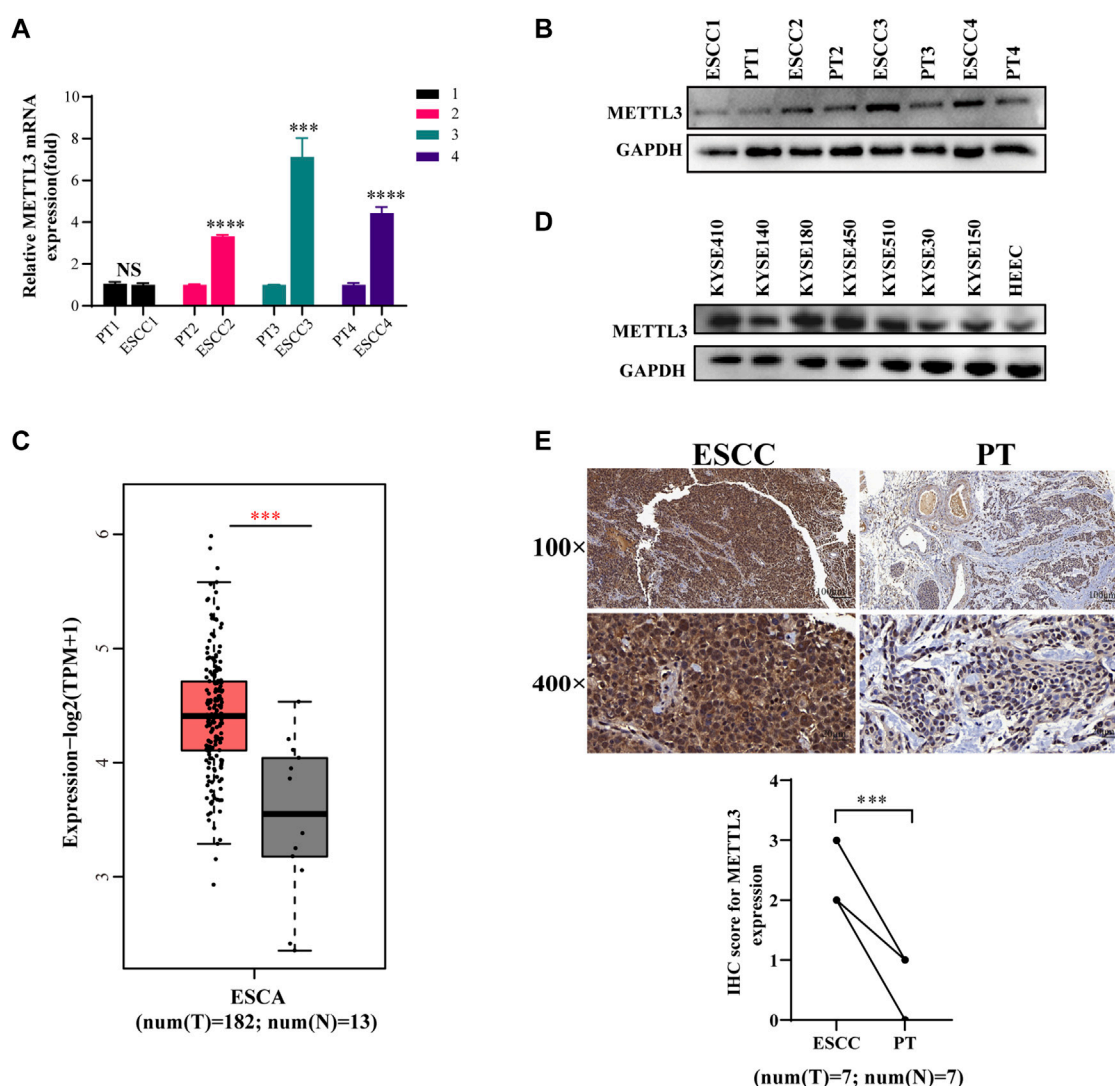 A
Relative METTL3 mRNA
expression(fold)
10
8
6
4
2
0
NS
****
***
****
PT1
ESCC1
PT2
ESCC2
PT3
ESCC3
PT4
ESCC4
1
2
3
4
B
ESCC1
PT1
ESCC2
PT2
ESCC3
PT3
ESCC4
PT4
METTL3
GAPDH
D
KYSE410
KYSE140
KYSE180
KYSE450
KYSE510
KYSE30
KYSE150
HEEC
METTL3
GAPDH
C
Expression−log2(TPM+1)
6
5
4
3
***
ESCA
(num(T)=182; num(N)=13)
E
ESCC
PT
100×
100μm
100μm
400×
IHC score for METTL3
expression
4
3
2
1
0
***
ESCC
PT
(num(T)=7; num(N)=7)